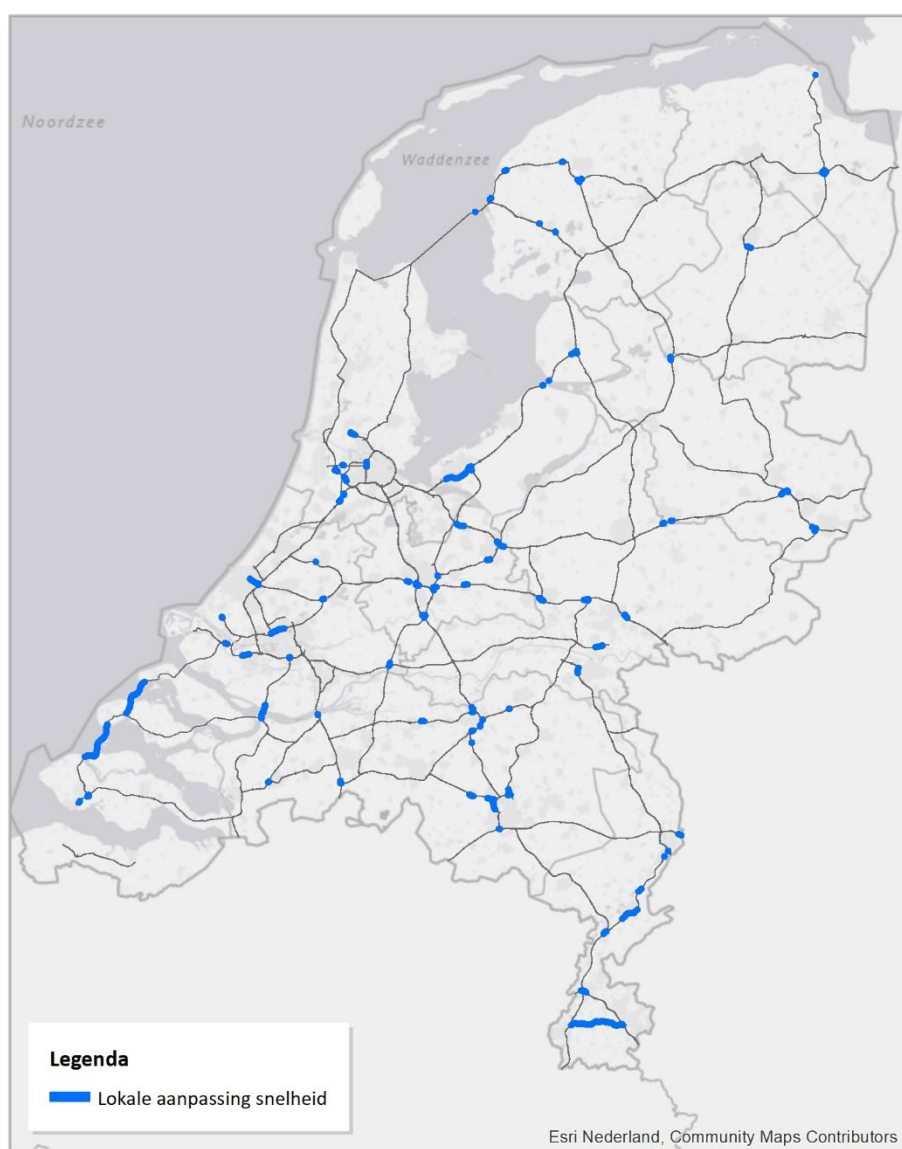 Noordzee
Waddenzee
Legenda
Lokale aanpassing snelheid
Esri Nederland, Community Maps Contributors